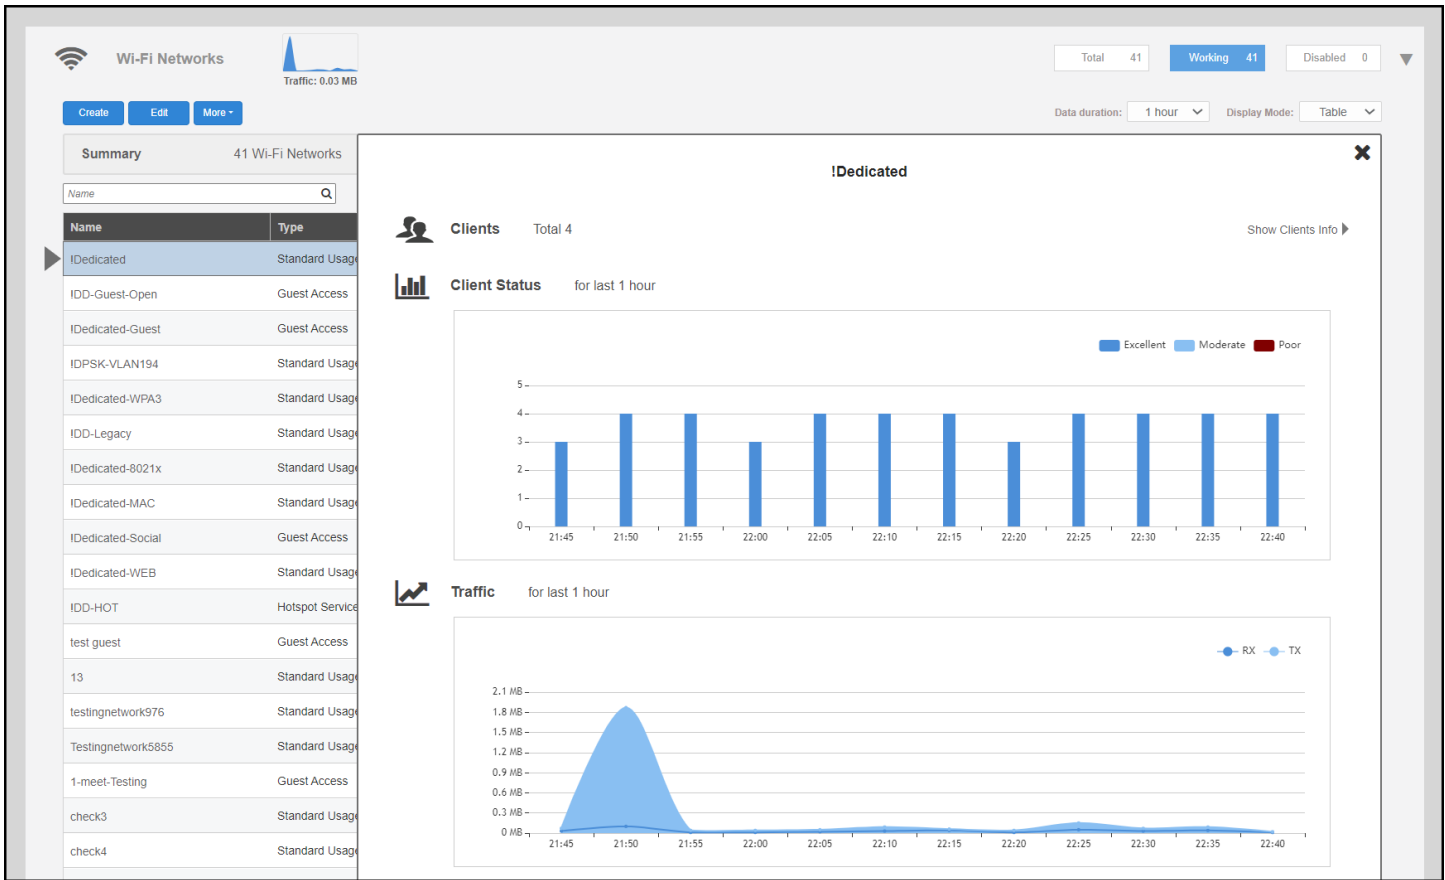 Wi-Fi Networks
Traffic: 0.03 MB
Total 41
Working 41
Disabled 0
Create
Edit
More
Data duration: 1 hour
Display Mode: Table
Summary 41 Wi-Fi Networks
Name
Name Type
!Dedicated Standard Usage
!DD-Guest-Open Guest Access
!Dedicated-Guest Guest Access
!DPSK-VLAN194 Standard Usage
!Dedicated-WPA3 Standard Usage
!DD-Legacy Standard Usage
!Dedicated-8021x Standard Usage
!Dedicated-MAC Standard Usage
!Dedicated-Social Guest Access
!Dedicated-WEB Standard Usage
!DD-HOT Hotspot Service
test guest Guest Access
13 Standard Usage
testingnetwork976 Standard Usage
Testingnetwork5855 Standard Usage
1-meet-Testing Guest Access
check3 Standard Usage
check4 Standard Usage
!Dedicated
Clients Total 4
Show Clients Info
Client Status for last 1 hour
Excellent Moderate Poor
5
4
3
2
1
0
21:45 21:50 21:55 22:00 22:05 22:10 22:15 22:20 22:25 22:30 22:35 22:40
Traffic for last 1 hour
RX TX
2.1 MB
1.8 MB
1.5 MB
1.2 MB
0.9 MB
0.6 MB
0.3 MB
0 MB
21:45 21:50 21:55 22:00 22:05 22:10 22:15 22:20 22:25 22:30 22:35 22:40